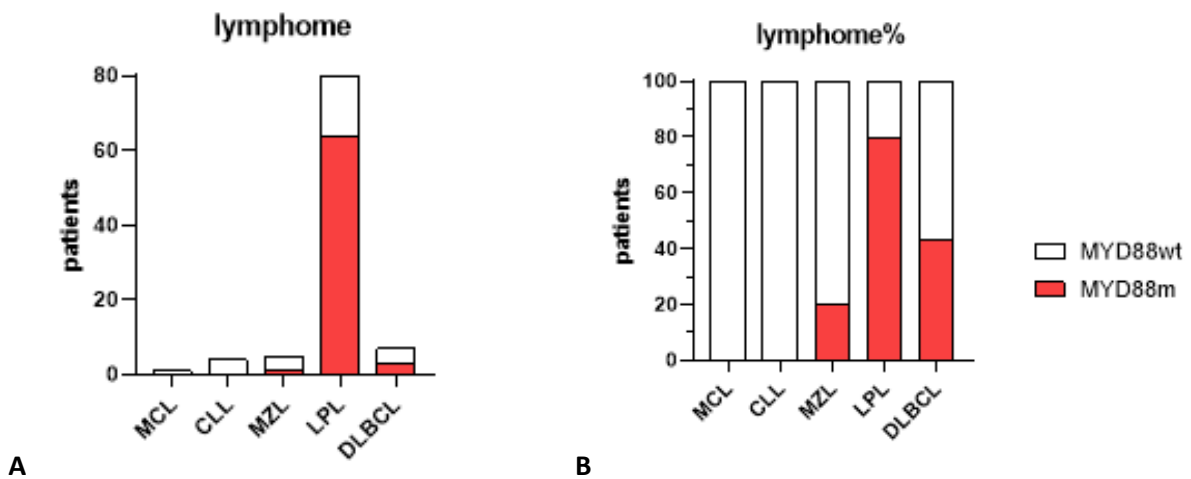 lymphome
80
60
40
20
0
patients
MCL
CLL
MZL
LPL
DLBCL
A
lymphome%
100
80
60
40
20
0
patients
MCL
CLL
MZL
LPL
DLBCL
B
MYD88wt
MYD88m